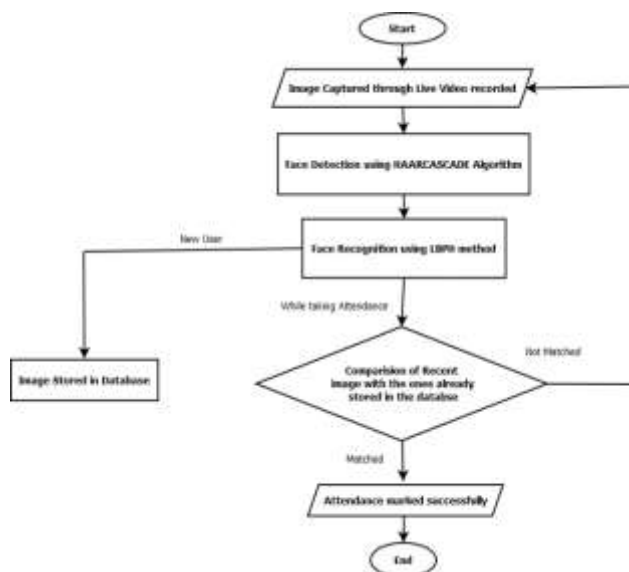 Start
Image Captured through Live Video recorded
Face Detection using HAARCASCADE Algorithm
New User
Face Recognition using LBPH method
While taking Attendance
Comparision of Recent
image with the ones already
stored in the databse
Not Matched
Image Stored in Database
Matched
Attendance marked successfully
End